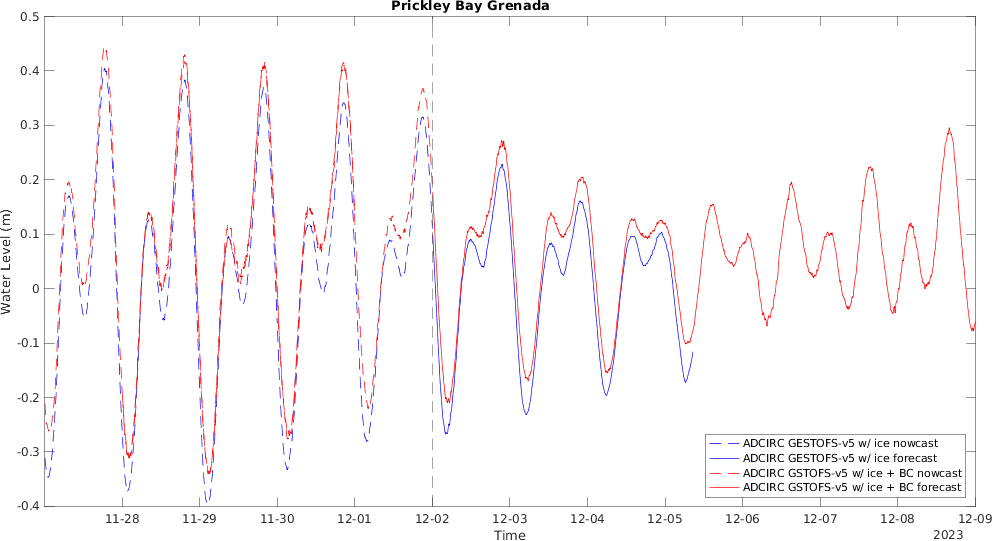 Prickley Bay Grenada
0.5
0.4
0.3
0.2
0.1
0
-0.1
-0.2
-0.3
-0.4
Water Level (m)
ADCIRC GESTOFS-v5 w/ ice nowcast
ADCIRC GESTOFS-v5 w/ ice forecast
ADCIRC GSTOFS-v5 w/ ice + BC nowcast
ADCIRC GSTOFS-v5 w/ ice + BC forecast
11-28 11-29 11-30 12-01 12-02 12-03 12-04 12-05 12-06 12-07 12-08 12-09
Time
2023